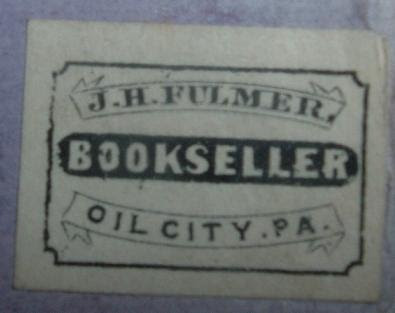 J.H. FULMER,
BOOKSELLER
OIL CITY. PA.